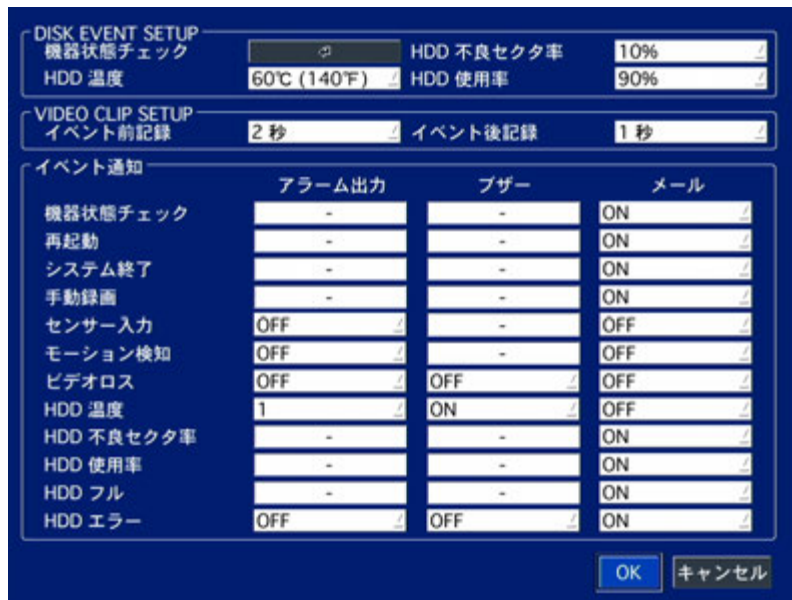 DISK EVENT SETUP
機器状態チェック HDD 不良セクタ率 10%
HDD 温度 60℃ (140℉) HDD 使用率 90%
VIDEO CLIP SETUP
イベント前記録 2 秒 イベント後記録 1 秒
イベント通知
アラーム出力 ブザー メール
機器状態チェック - - ON
再起動 - - ON
システム終了 - - ON
手動録画 - - ON
センサー入力 OFF - OFF
モーション検知 OFF - OFF
ビデオロス OFF OFF OFF
HDD 温度 1 ON OFF
HDD 不良セクタ率 - - ON
HDD 使用率 - - ON
HDD フル - - ON
HDD エラー OFF OFF ON
OK キャンセル